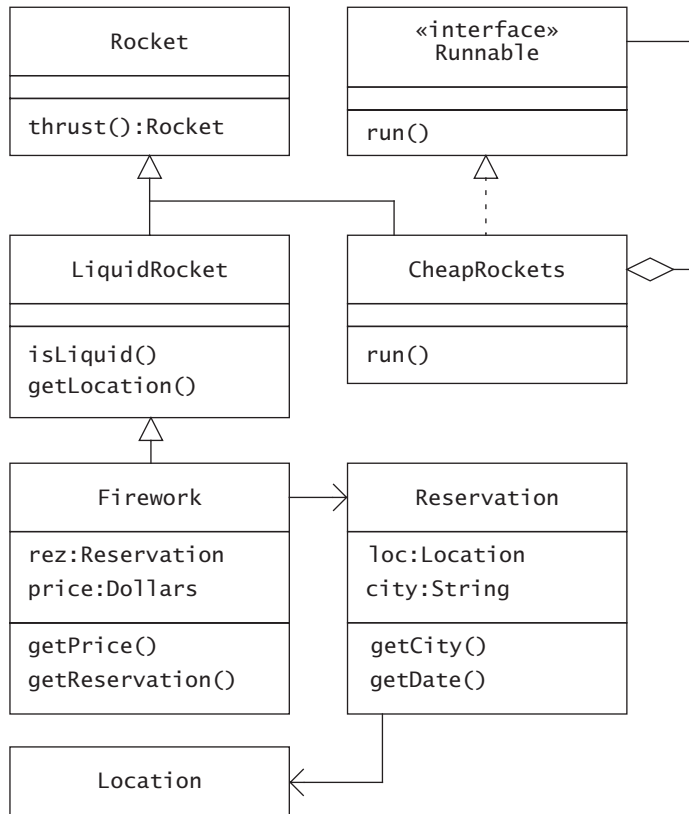 Rocket
thrust():Rocket
«interface»
Runnable
run()
LiquidRocket
isLiquid()
getLocation()
CheapRockets
run()
Firework
rez:Reservation
price:Dollars
getPrice()
getReservation()
Reservation
loc:Location
city:String
getCity()
getDate()
Location